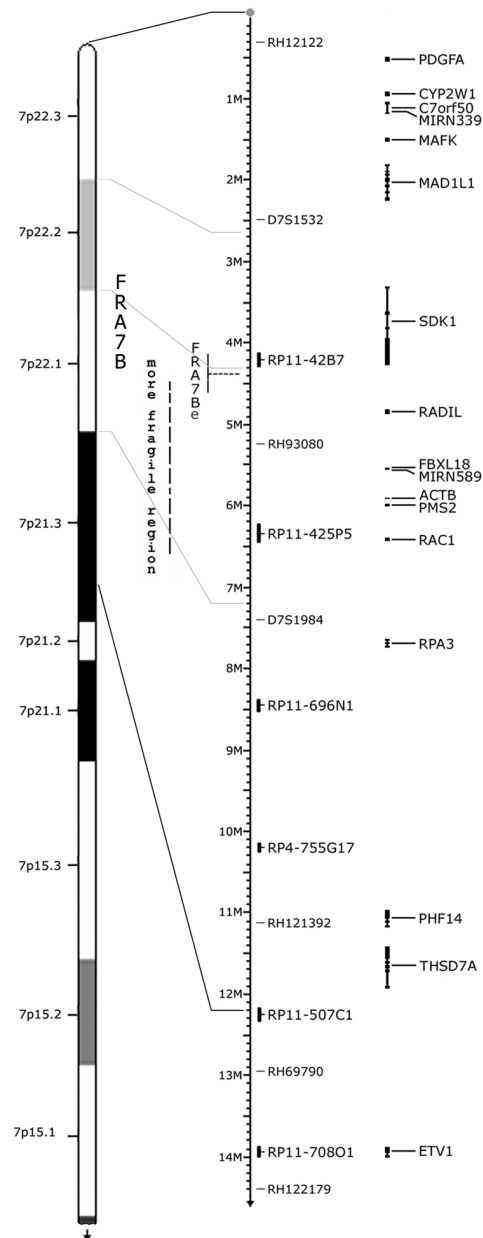 7p22.3
7p22.2
7p22.1
7p21.3
7p21.2
7p21.1
7p15.3
7p15.2
7p15.1
FRA7B
more fragile region
FRA7Be
1M
2M
3M
4M
5M
6M
7M
8M
9M
10M
11M
12M
13M
14M
RH12122
D7S1532
RP11-42B7
RH93080
RP11-425P5
D7S1984
RP11-696N1
RP4-755G17
RH121392
RP11-507C1
RH69790
RP11-708O1
RH122179
PDGFA
CYP2W1
C7orf50
MIRN339
MAFK
MAD1L1
SDK1
RADIL
FBXL18
MIRN589
ACTB
PMS2
RAC1
RPA3
PHF14
THSD7A
ETV1